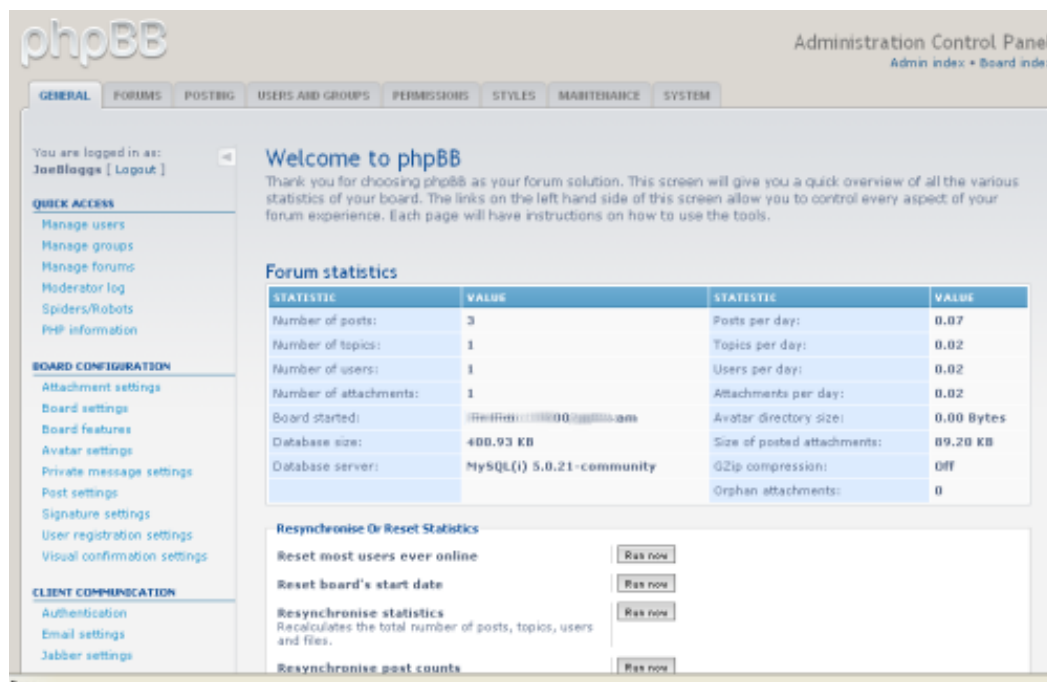 phpBB
Administration Control Panel
Admin index • Board index
GENERAL FORUMS POSTING USERS AND GROUPS PERMISSIONS STYLES MAINTENANCE SYSTEM
You are logged in as:
JoeBloggs [ Logout ]
QUICK ACCESS
Manage users
Manage groups
Manage forums
Moderator log
Spiders/Robots
PHP information
BOARD CONFIGURATION
Attachment settings
Board settings
Board features
Avatar settings
Private message settings
Post settings
Signature settings
User registration settings
Visual confirmation settings
CLIENT COMMUNICATION
Authentication
Email settings
Jabber settings
Welcome to phpBB
Thank you for choosing phpBB as your forum solution. This screen will give you a quick overview of all the various
statistics of your board. The links on the left hand side of this screen allow you to control every aspect of your
forum experience. Each page will have instructions on how to use the tools.
Forum statistics
STATISTIC VALUE STATISTIC VALUE
Number of posts: 3 Posts per day: 0.07
Number of topics: 1 Topics per day: 0.02
Number of users: 1 Users per day: 0.02
Number of attachments: 1 Attachments per day: 0.02
Board started: am Avatar directory size: 0.00 Bytes
Database size: 400.93 KB Size of posted attachments: 89.20 KB
Database server: MySQL(i) 5.0.21-community GZip compression: Off
Orphan attachments: 0
Resynchronise Or Reset Statistics
Reset most users ever online Run now
Reset board's start date Run now
Resynchronise statistics Run now
Recalculates the total number of posts, topics, users
and files.
Resynchronise post counts Run now